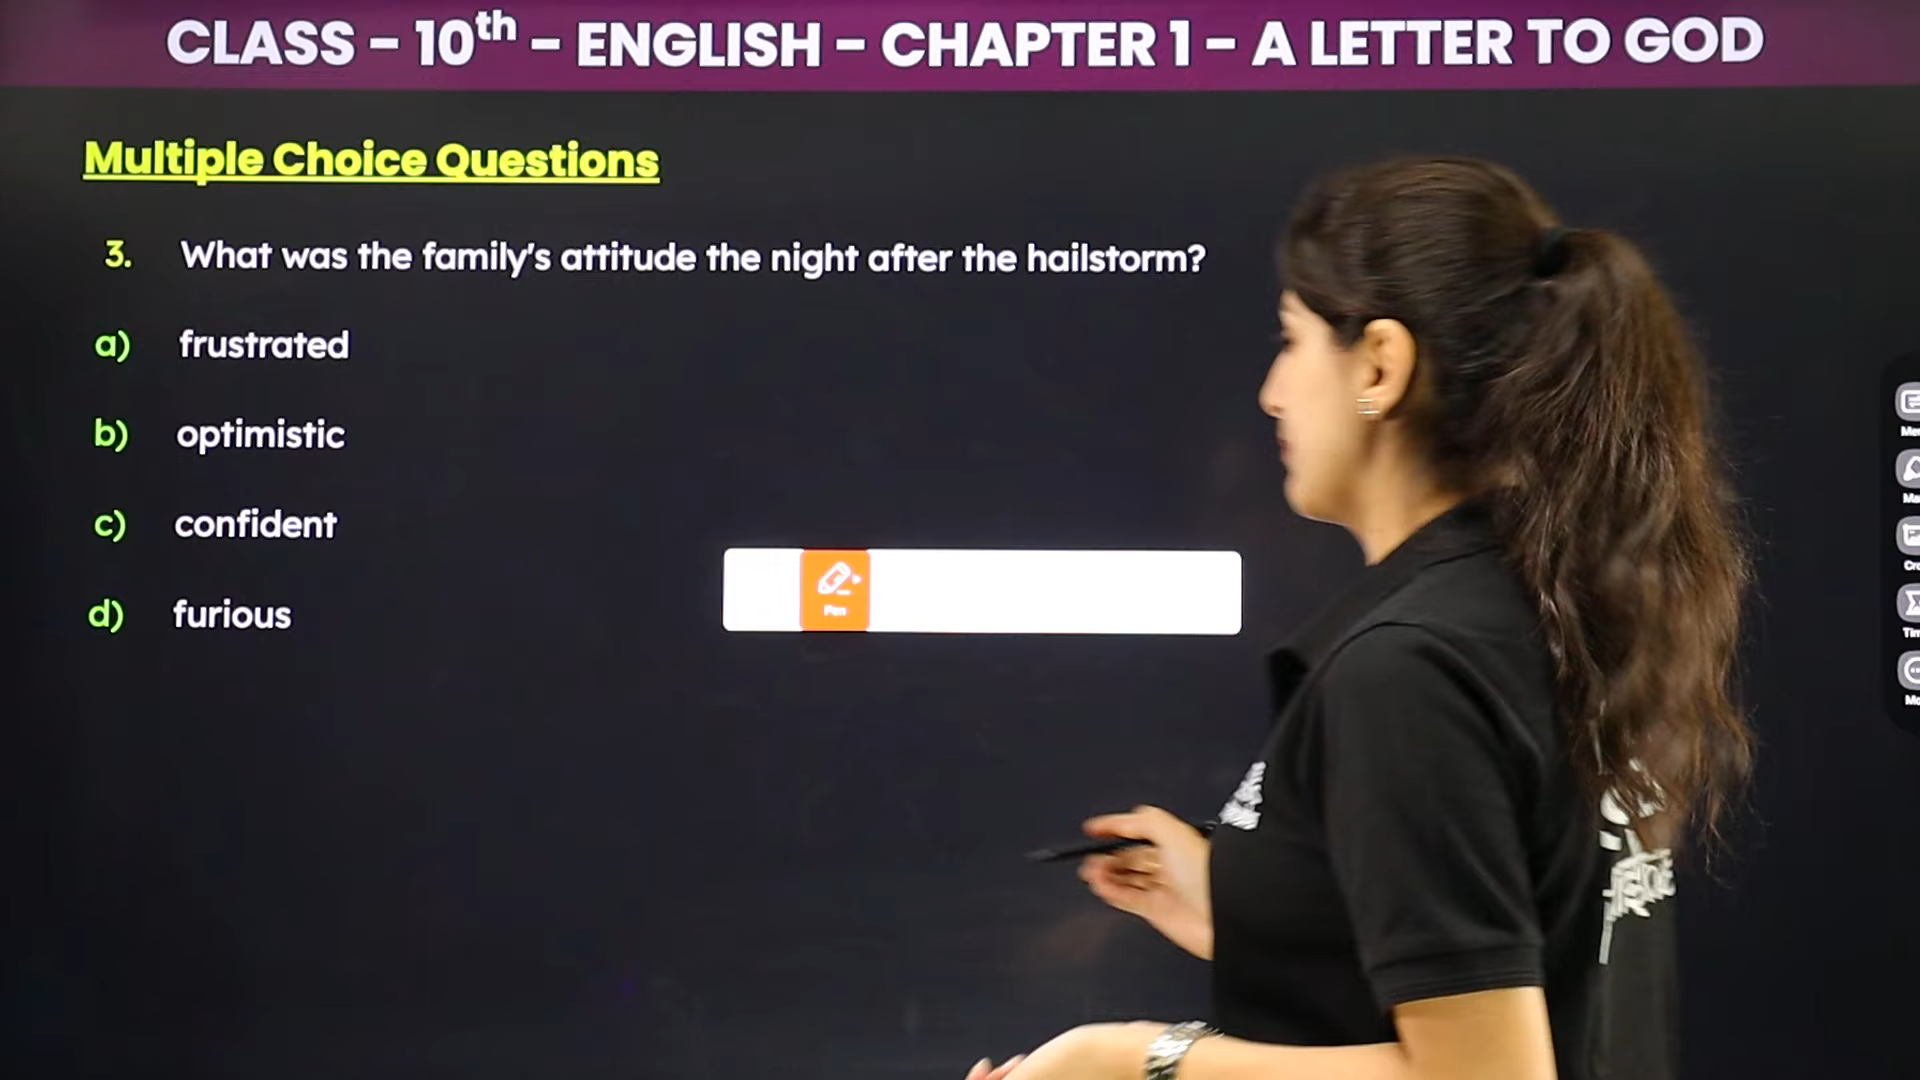 CLASS – 10th – ENGLISH – CHAPTER 1 – A LETTER TO GOD
Multiple Choice Questions
3. What was the family's attitude the night after the hailstorm?
a) frustrated
b) optimistic
c) confident
d) furious
Pen